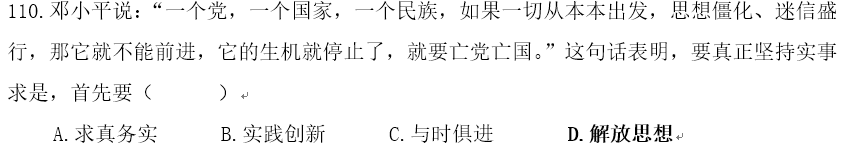 110.邓小平说：“一个党，一个国家，一个民族，如果一切从本本出发，思想僵化、迷信盛
行，那它就不能前进，它的生机就停止了，就要亡党亡国。”这句话表明，要真正坚持实事
求是，首先要（　　　）
A.求真务实　　B.实践创新　　C.与时俱进　　D.解放思想